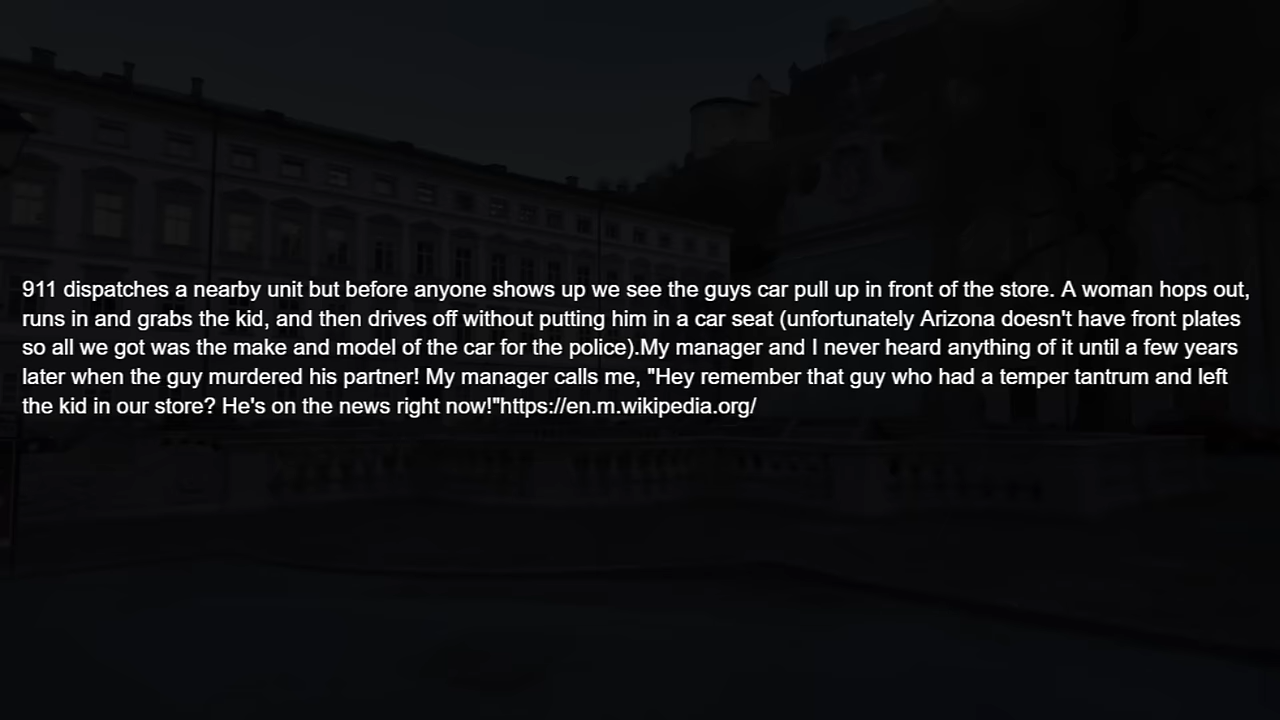 911 dispatches a nearby unit but before anyone shows up we see the guys car pull up in front of the store. A woman hops out,
runs in and grabs the kid, and then drives off without putting him in a car seat (unfortunately Arizona doesn't have front plates
so all we got was the make and model of the car for the police).My manager and I never heard anything of it until a few years
later when the guy murdered his partner! My manager calls me, "Hey remember that guy who had a temper tantrum and left
the kid in our store? He's on the news right now!"https://en.m.wikipedia.org/